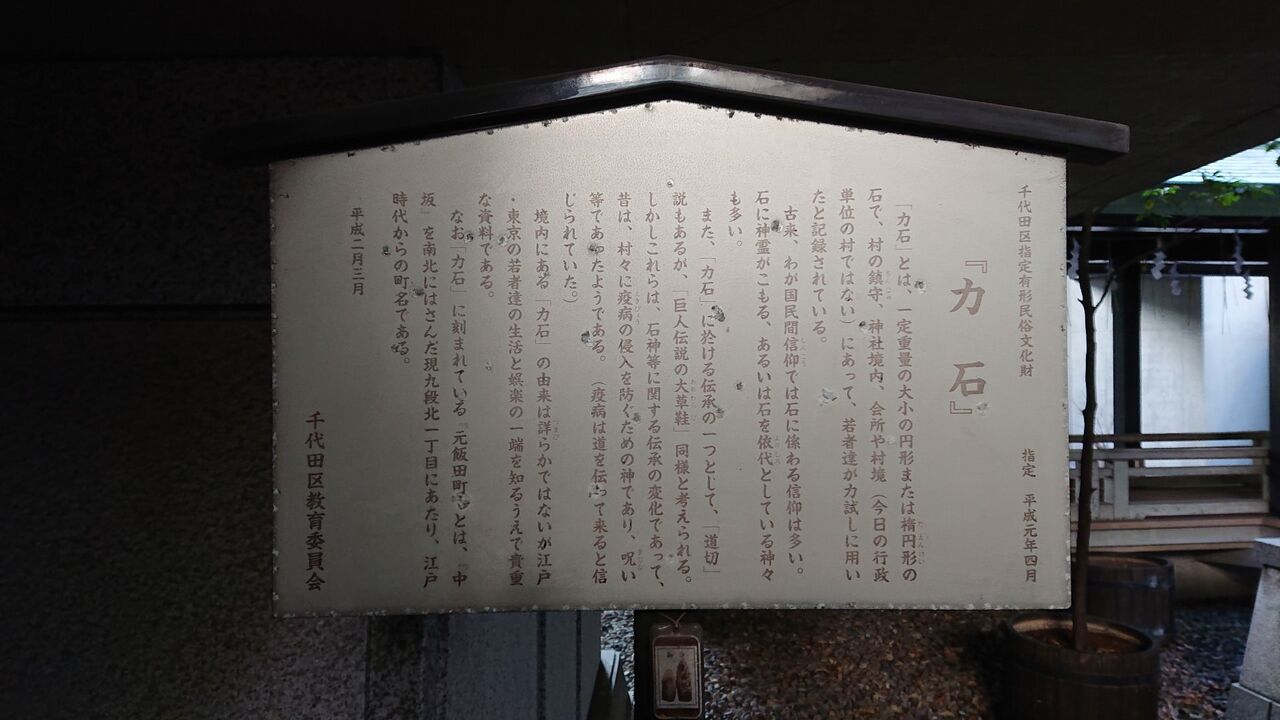 千代田区指定有形民俗文化財　指定　平成元年四月
『力石』
「力石」とは、一定重量の大小の円形または楕円形の
石で、村の鎮守、神社境内、会所や村境（今日の行政
単位の村ではない）にあって、若者達が力試しに用い
たと記録されている。
古来、わが国民間信仰では石に係わる信仰は多い。
石に神霊がこもる、あるいは石を依代としている神々
も多い。
また、「力石」に於ける伝承の一つとして、「道切」
説もあるが、「巨人伝説の大草鞋」同様と考えられる。
しかしこれらは、石神等に関する伝承の変化であって、
昔は、村々に疫病の侵入を防ぐための神であり、呪い
等であったようである。（疫病は道を伝って来ると信
じられていた。）
境内にある「力石」の由来は詳らかではないが江戸
・東京の若者達の生活と娯楽の一端を知るうえで貴重
な資料である。
なお「力石」に刻まれている『元飯田町』とは、『中
坂』を南北にはさんだ現九段北一丁目にあたり、江戸
時代からの町名である。
平成二月三月
千代田区教育委員会